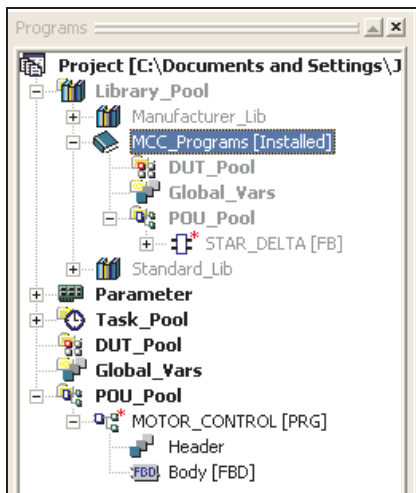 Programs
Project [C:\Documents and Settings\J
Library_Pool
Manufacturer_Lib
MCC_Programs [Installed]
DUT_Pool
Global_Vars
POU_Pool
STAR_DELTA [FB]
Standard_Lib
Parameter
Task_Pool
DUT_Pool
Global_Vars
POU_Pool
MOTOR_CONTROL [PRG]
Header
FBD Body [FBD]